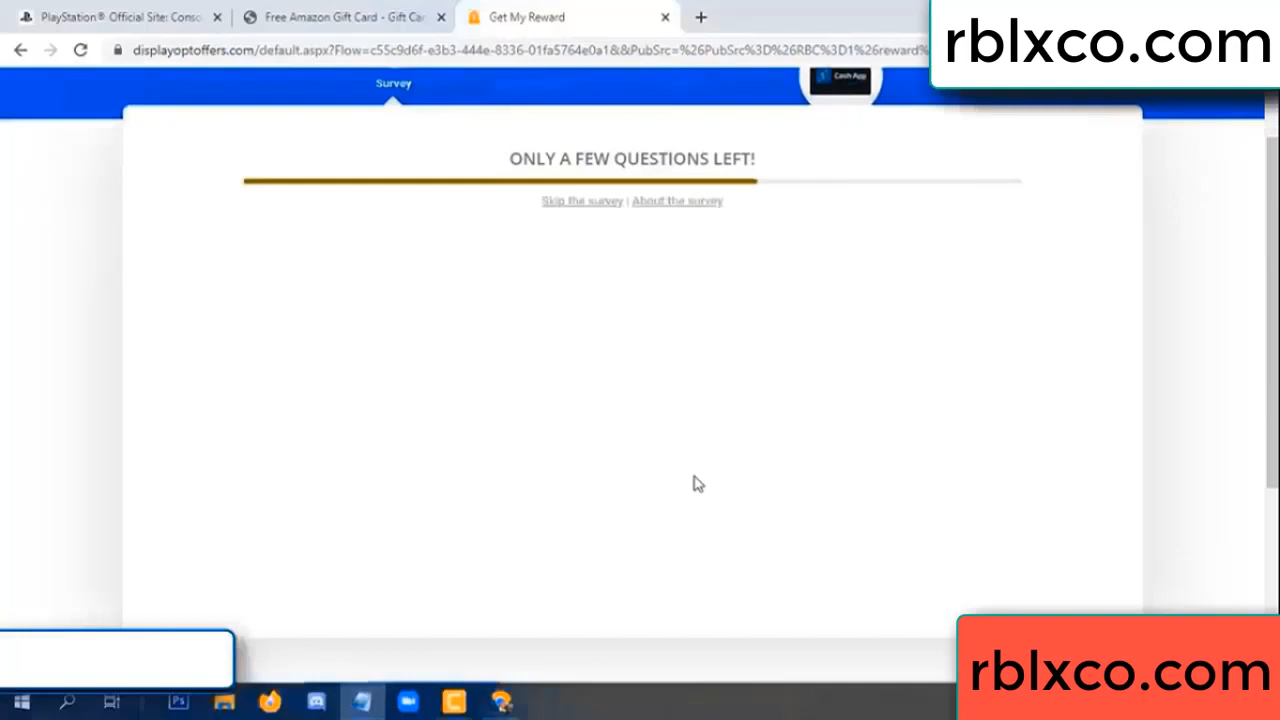 PlayStation® Official Site: Conso
Free Amazon Gift Card - Gift Car
Get My Reward
displayoptoffers.com/default.aspx?Flow=c55c9d6f-e3b3-444e-8336-01fa5764e0a1&&PubSrc=%26PubSrc%3D%26RBC%3D1%26reward%
rblxco.com
Survey
Cash App
ONLY A FEW QUESTIONS LEFT!
Skip the survey | About the survey
rblxco.com
Ps